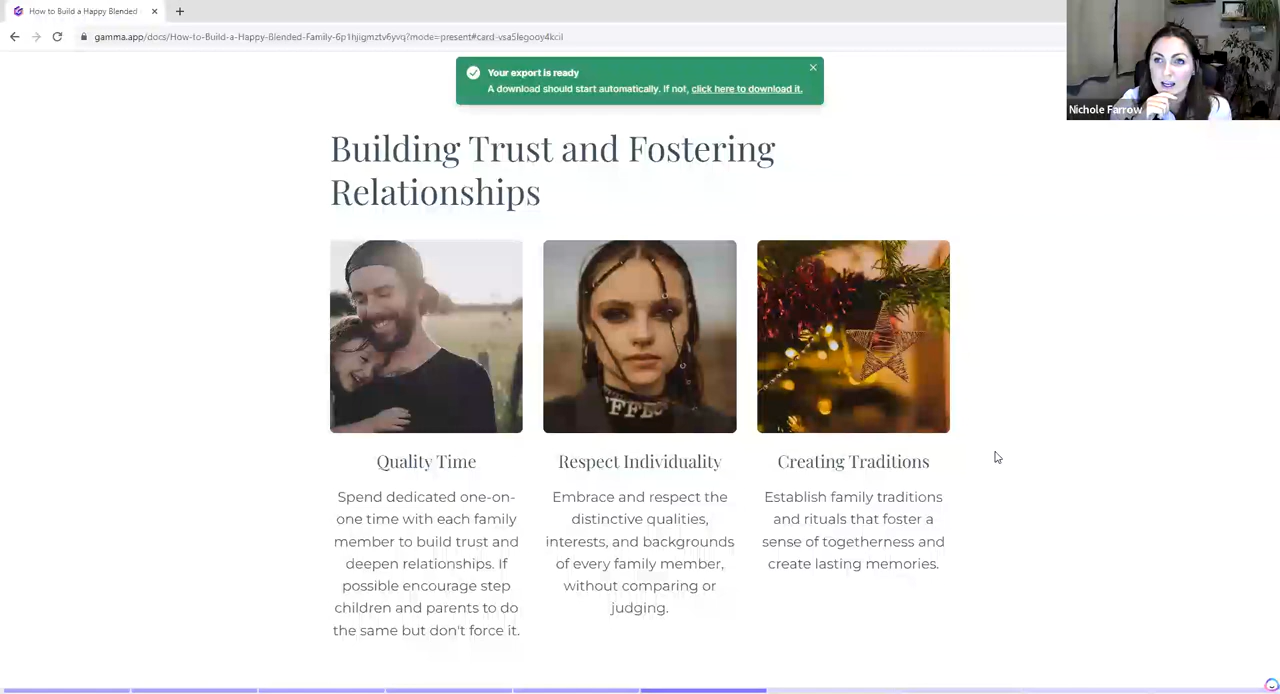 How to Build a Happy Blended
gamma.app/docs/How-to-Build-a-Happy-Blended-Family-6p1hjigmztv6yvq?mode=present#card-vsa5legooy4kcil
Your export is ready
A download should start automatically. If not, click here to download it.
Nichole Farrow
Building Trust and Fostering
Relationships
Quality Time
Spend dedicated one-on-
one time with each family
member to build trust and
deepen relationships. If
possible encourage step
children and parents to do
the same but don't force it.
Respect Individuality
Embrace and respect the
distinctive qualities,
interests, and backgrounds
of every family member,
without comparing or
judging.
Creating Traditions
Establish family traditions
and rituals that foster a
sense of togetherness and
create lasting memories.